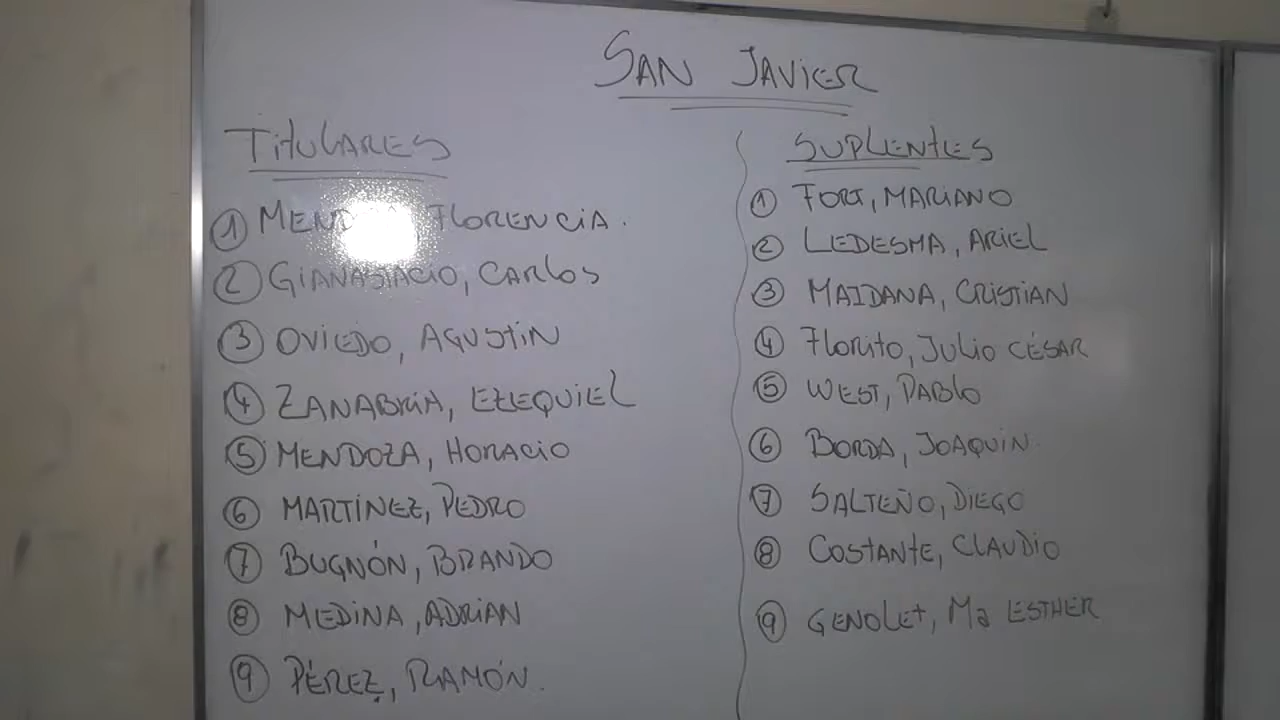 SAN JAVIER
TITULARES
① FLORENCIA.
② GIANASTACIO, CARLOS
③ OVIEDO, AGUSTIN
④ ZANABRIA, EZEQUIEL
⑤ MENDOZA, HORACIO
⑥ MARTÍNEZ, PEDRO
⑦ BUGNÓN, BRANDO
⑧ MEDINA, ADRIAN
⑨ PÉREZ, RAMÓN.
SUPLENTES
① FORT, MARIANO
② LEDESMA, ARIEL
③ MAIDANA, CRISTIAN
④ FLORITO, JULIO CÉSAR
⑤ WEST, PABLO
⑥ BORDA, JOAQUIN
⑦ SALTEÑO, DIEGO
⑧ COSTANTE, CLAUDIO
⑨ GENOLET, Ma ESTHER